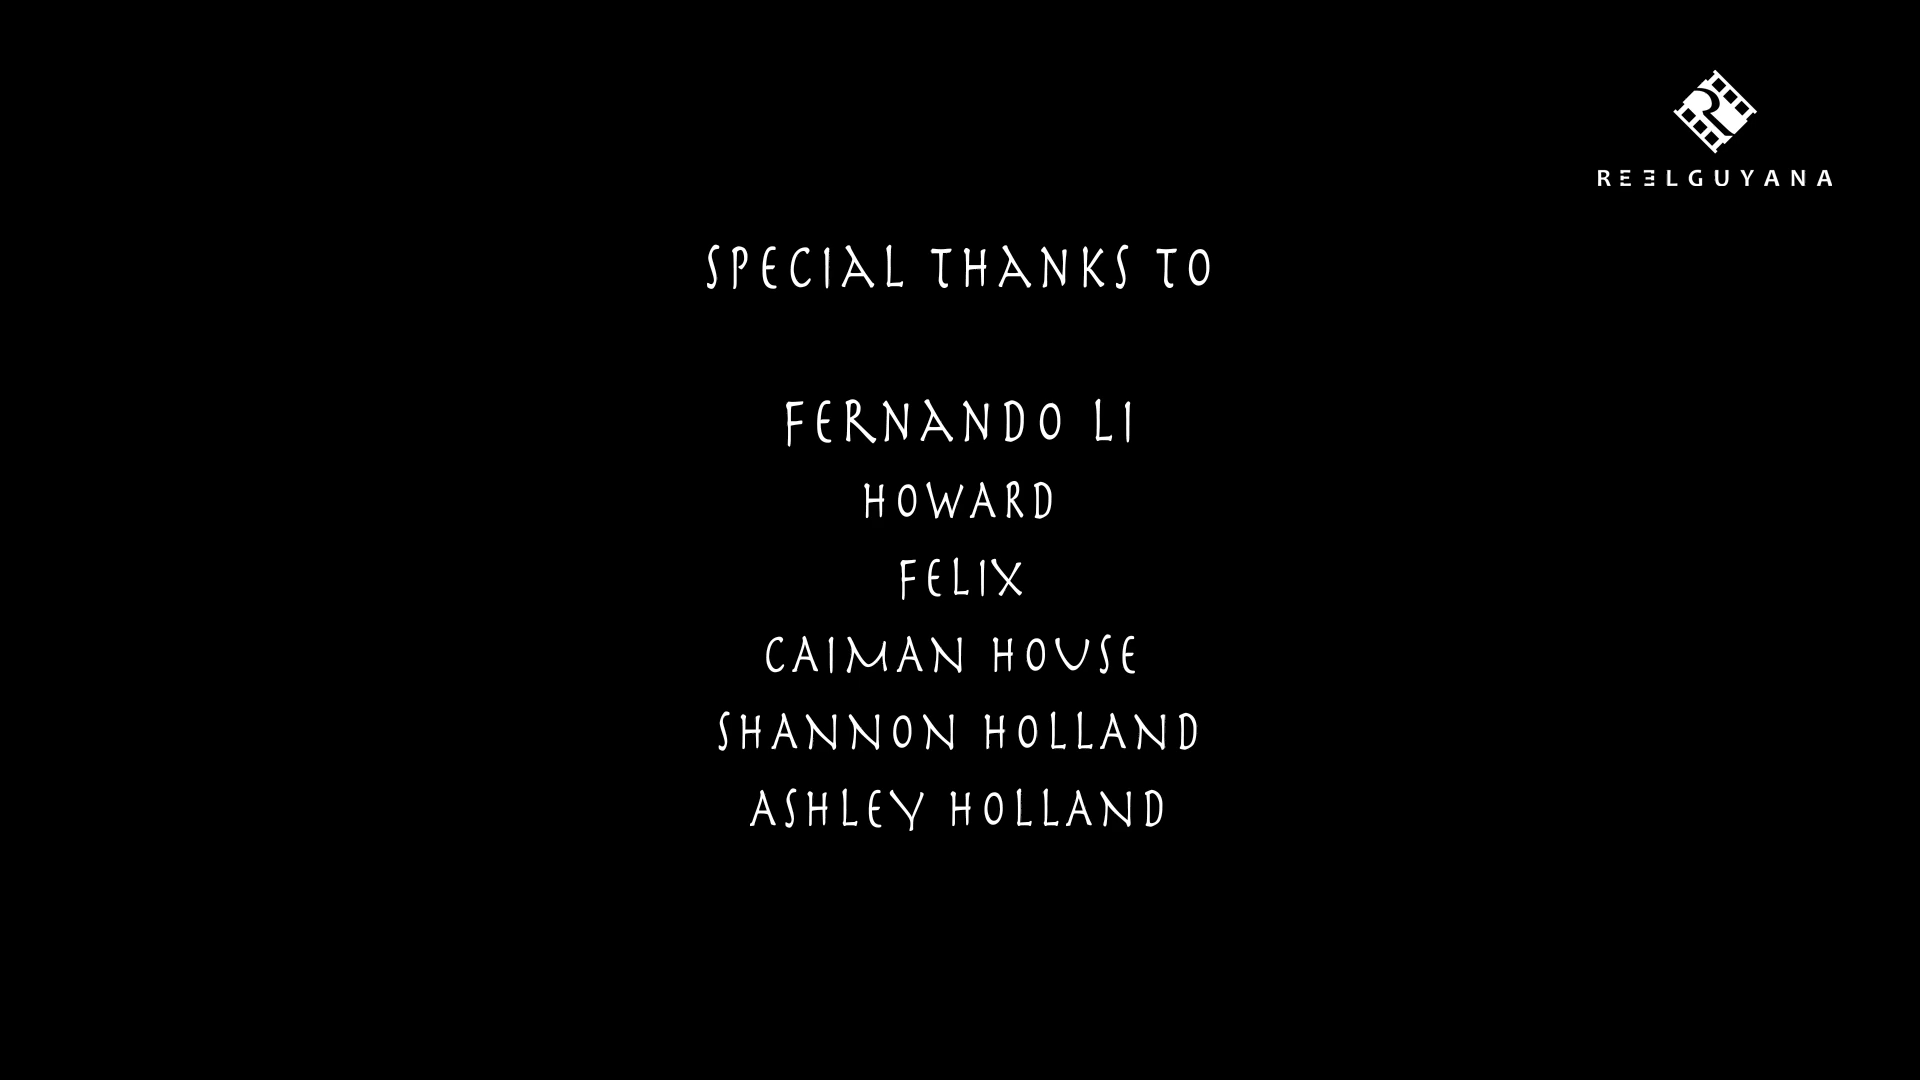 REELGUYANA
SPECIAL THANKS TO
FERNANDO LI
HOWARD
FELIX
CAIMAN HOUSE
SHANNON HOLLAND
ASHLEY HOLLAND